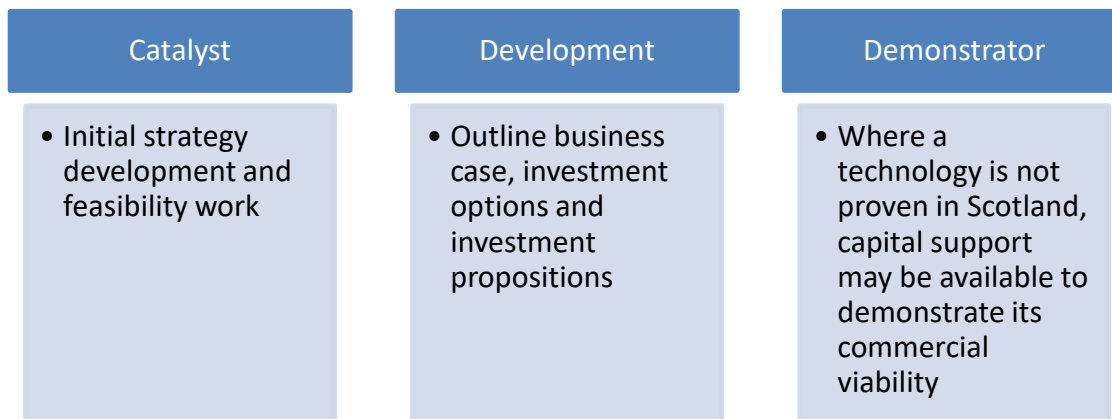 Catalyst
• Initial strategy
development and
feasibility work
Development
• Outline business
case, investment
options and
investment
propositions
Demonstrator
• Where a
technology is not
proven in Scotland,
capital support
may be available to
demonstrate its
commercial
viability